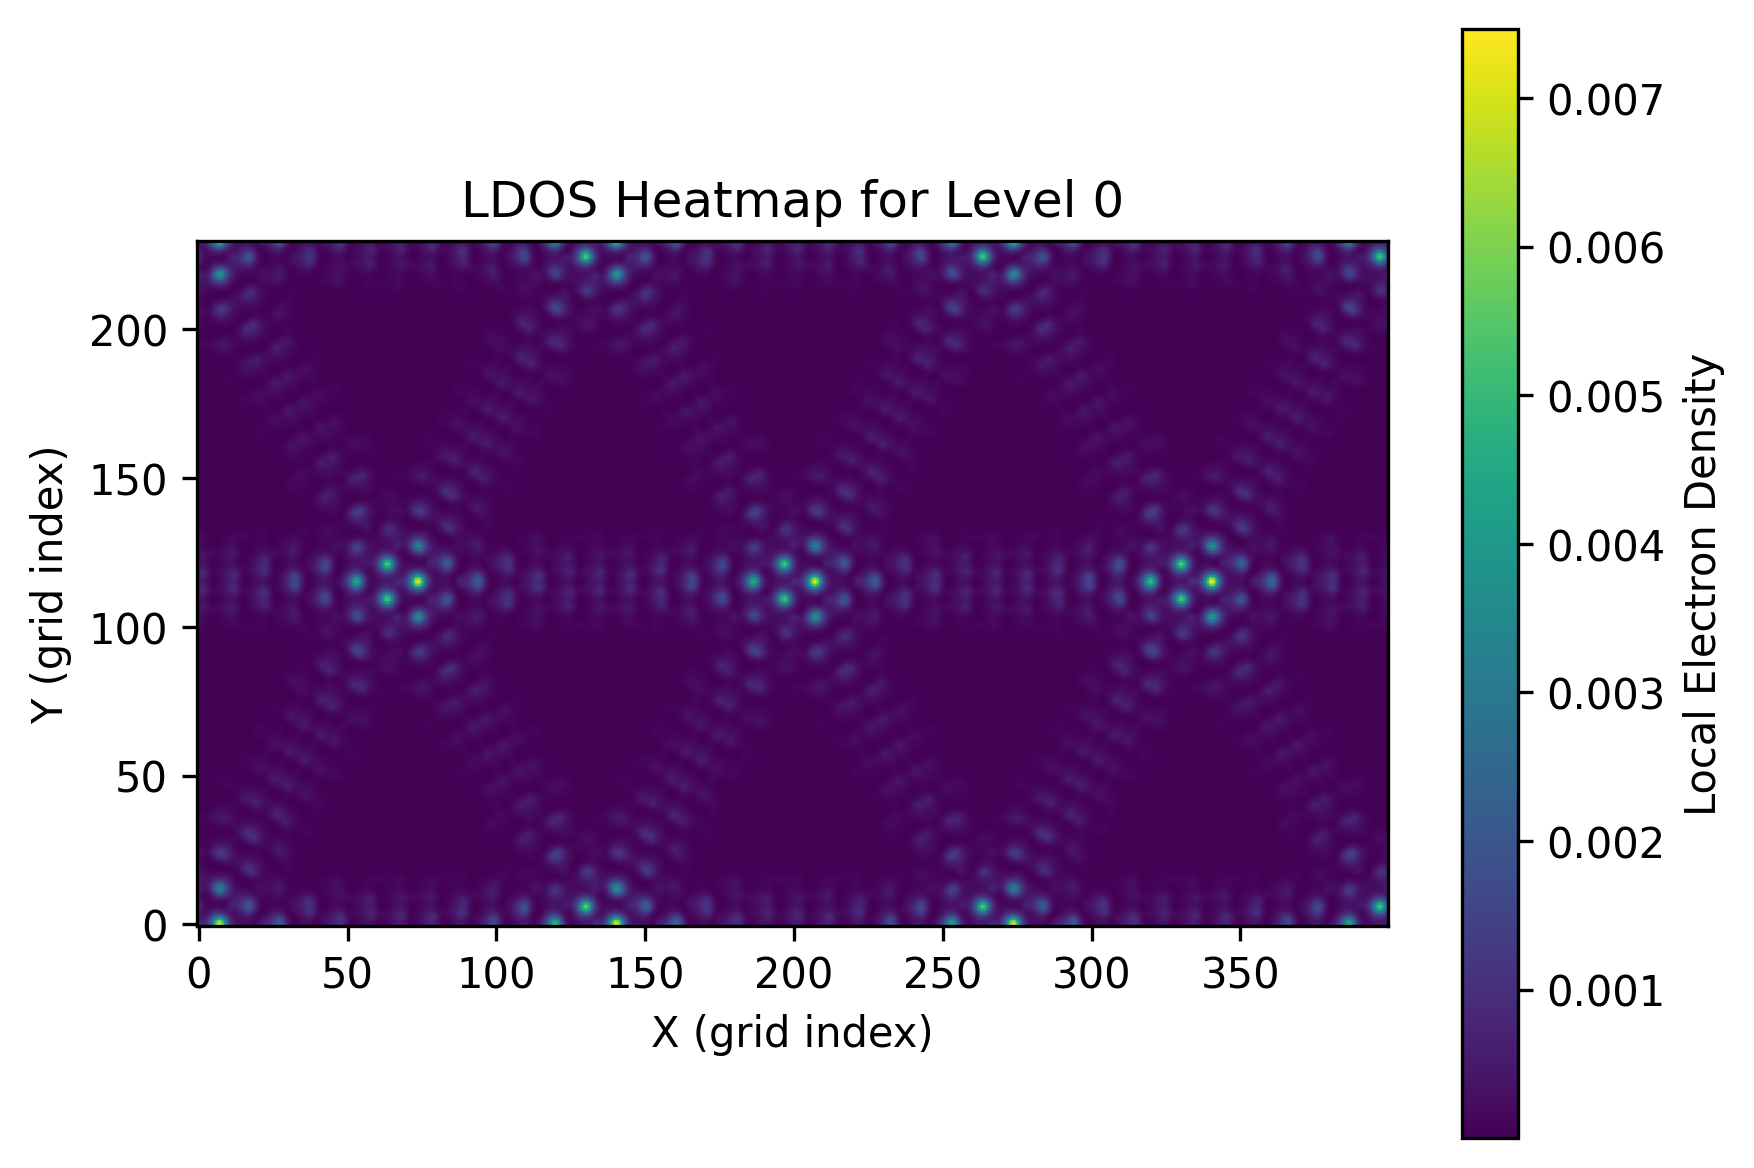 LDOS Heatmap for Level 0
Y (grid index)
200
150
100
50
0
0 50 100 150 200 250 300 350
X (grid index)
0.007
0.006
0.005
0.004
0.003
0.002
0.001
Local Electron Density